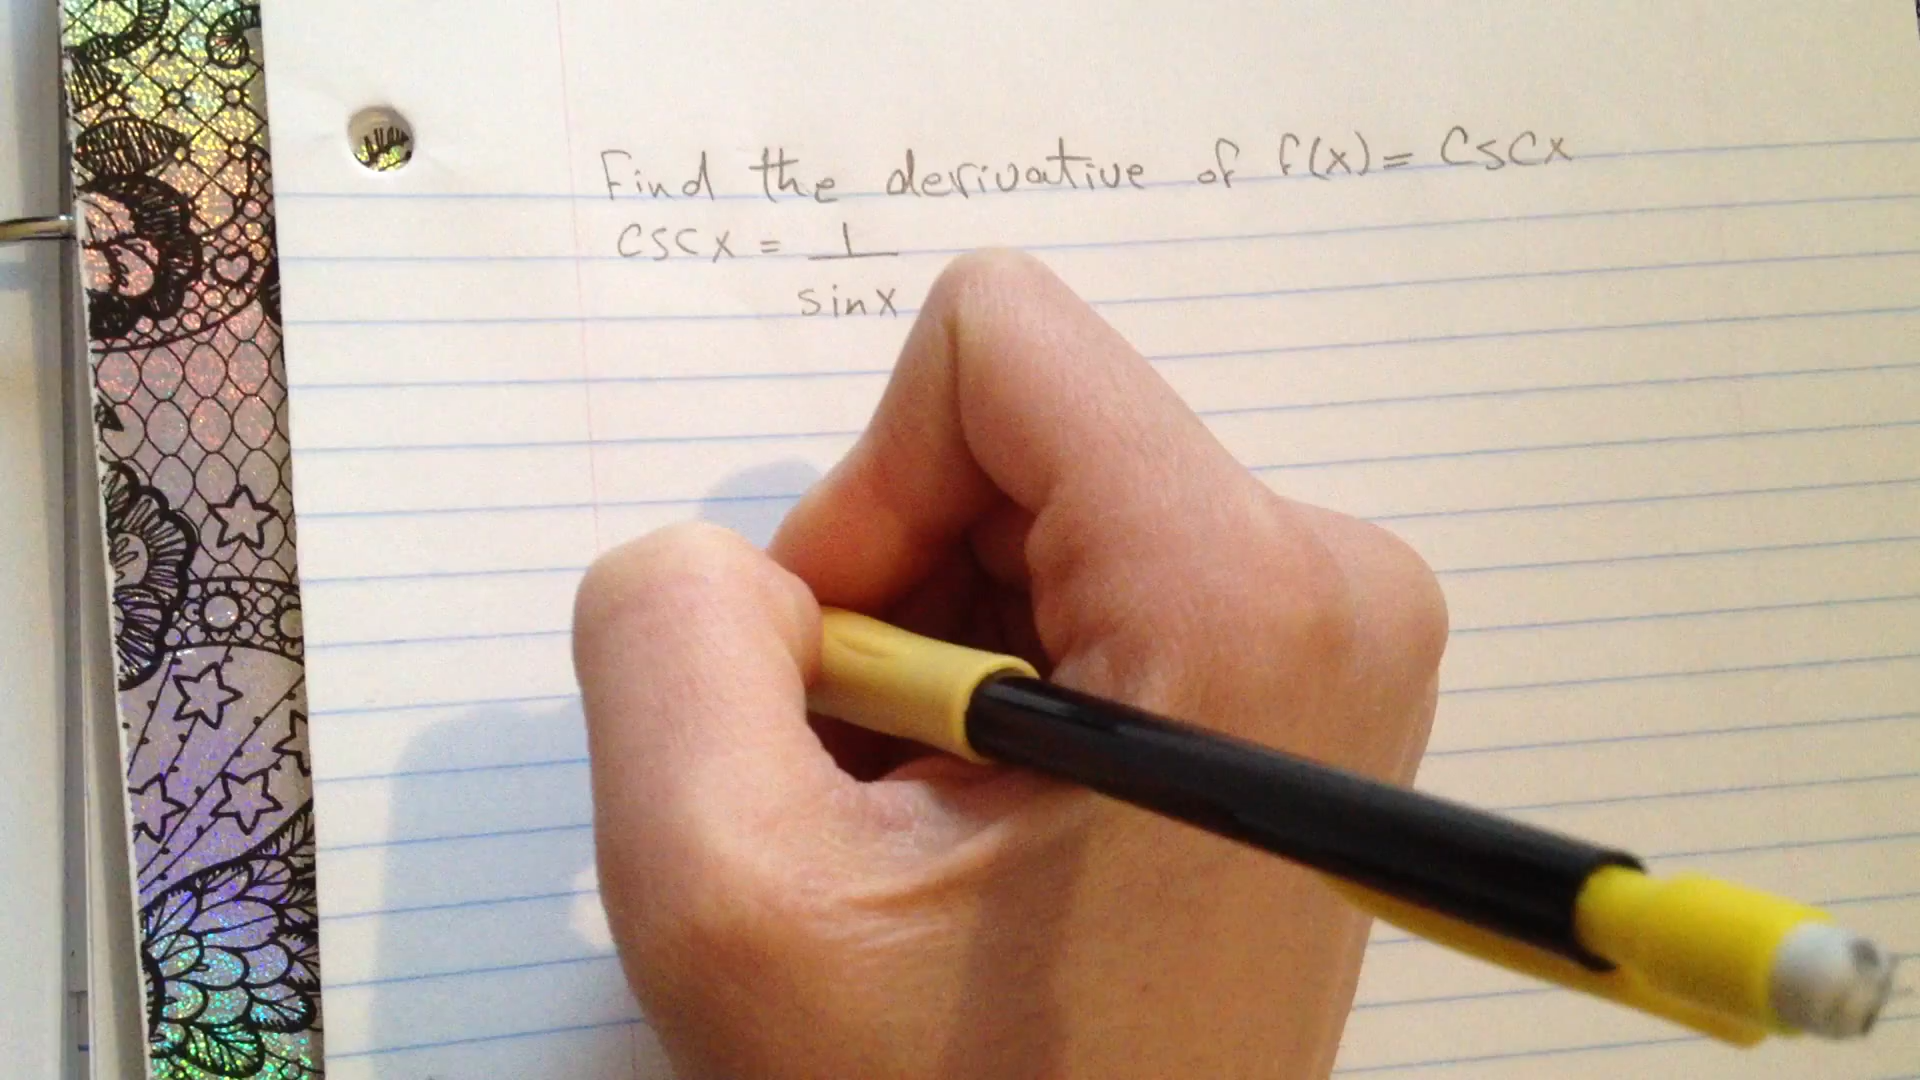 Find the derivative of f(x) = cscx
cscx = 1
sinx